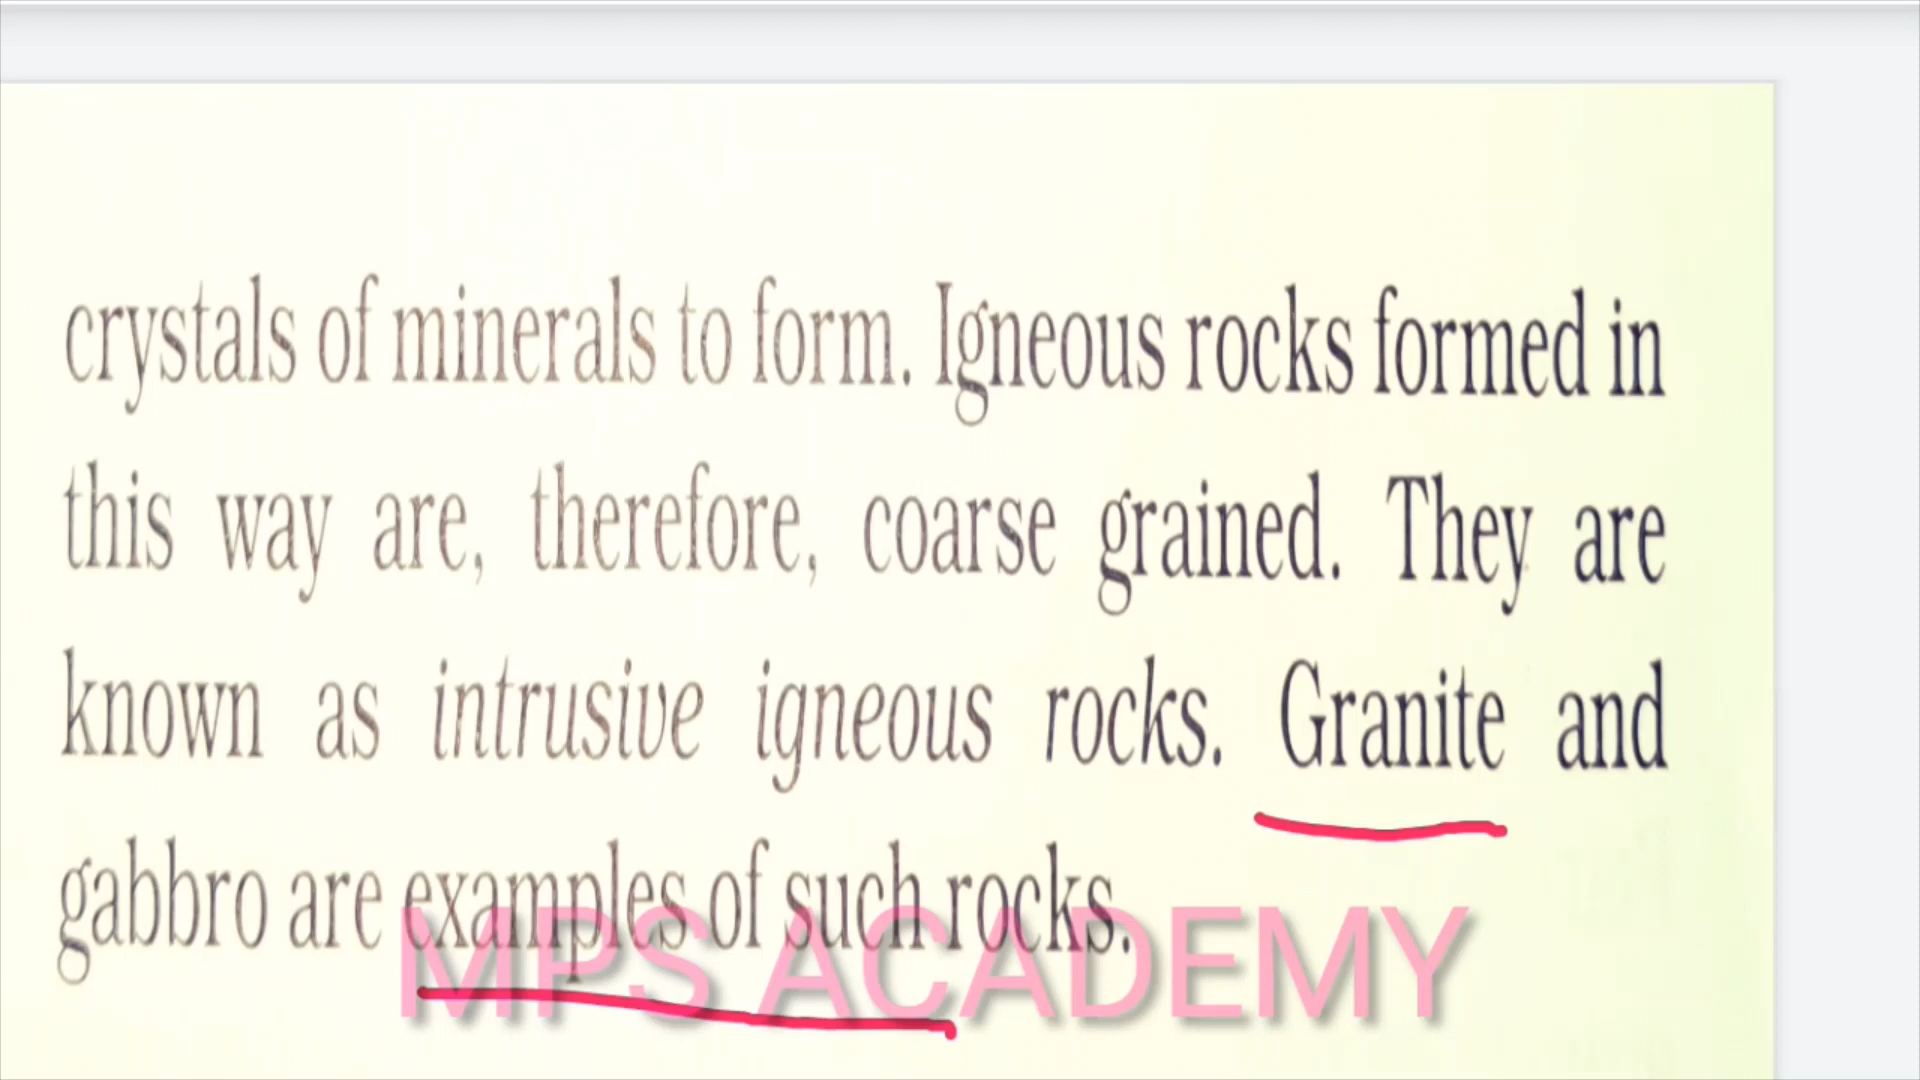 crystals of minerals to form. Igneous rocks formed in
this way are, therefore, coarse grained. They are
known as intrusive igneous rocks. Granite and
gabbro are examples of such rocks.
MPS ACADEMY